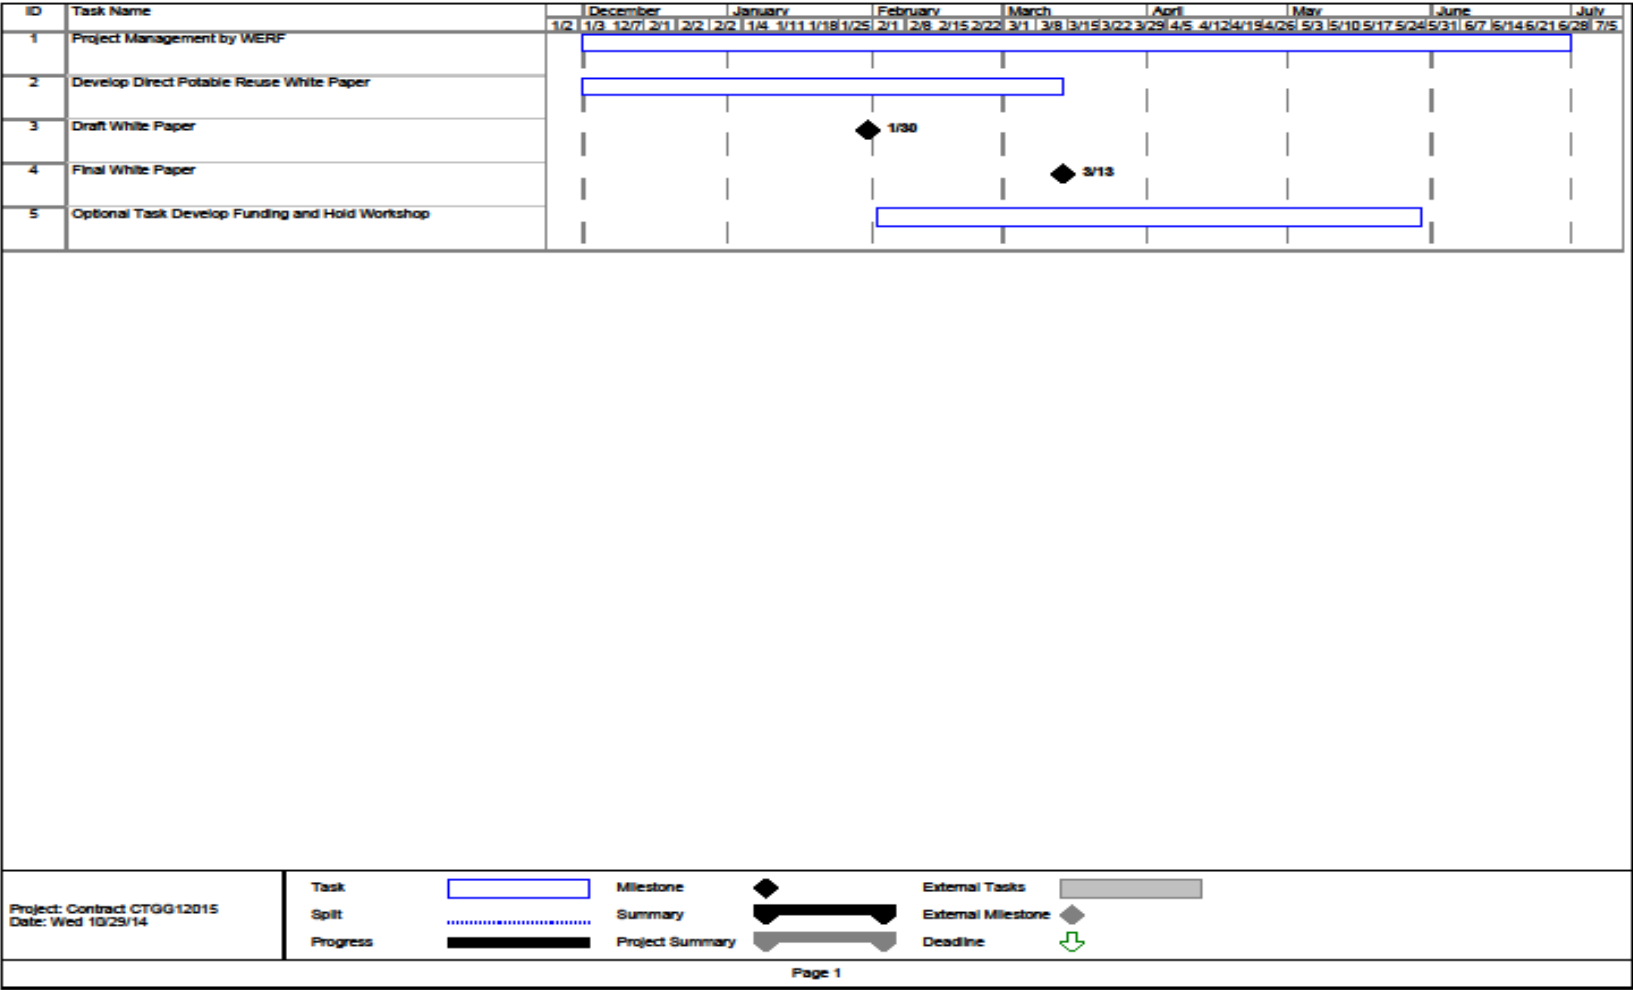 ID Task Name December January February March April May June July
1/2 1/3 12/7 2/1 2/2 2/2 1/4 1/11 1/18 1/25 2/1 2/8 2/15 2/22 3/1 3/8 3/15 3/22 3/29 4/5 4/12 4/19 4/26 5/3 5/10 5/17 5/24 5/31 6/7 6/14 6/21 6/28 7/5
1 Project Management by WERF
2 Develop Direct Potable Reuse White Paper
3 Draft White Paper 1/30
4 Final White Paper 3/13
5 Optional Task Develop Funding and Hold Workshop
Project: Contract CTGG12015
Date: Wed 10/29/14
Task Milestone External Tasks
Split Summary External Milestone
Progress Project Summary Deadline
Page 1